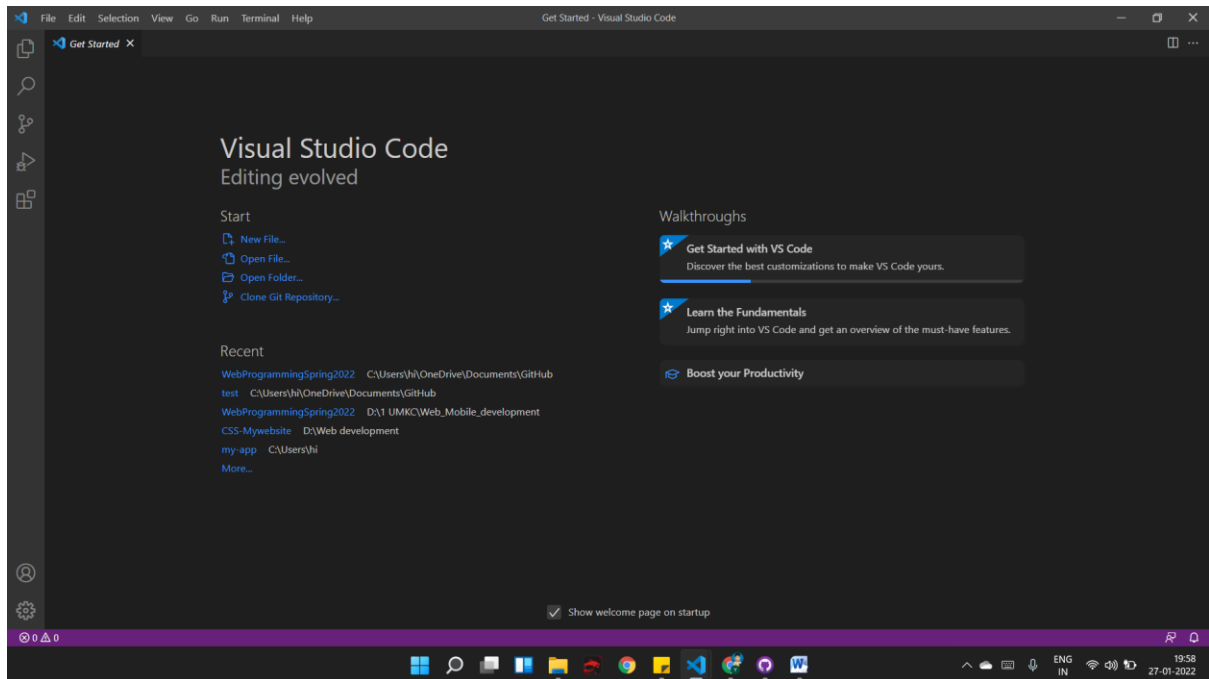 File Edit Selection View Go Run Terminal Help
Get Started - Visual Studio Code
Get Started
Visual Studio Code
Editing evolved
Start
New File...
Open File...
Open Folder...
Clone Git Repository...
Recent
WebProgrammingSpring2022 C:\Users\hi\OneDrive\Documents\GitHub
test C:\Users\hi\OneDrive\Documents\GitHub
WebProgrammingSpring2022 D:\1 UMKC\Web_Mobile_development
CSS-Mywebsite D:\Web development
my-app C:\Users\hi
More...
Walkthroughs
Get Started with VS Code
Discover the best customizations to make VS Code yours.
Learn the Fundamentals
Jump right into VS Code and get an overview of the must-have features.
Boost your Productivity
Show welcome page on startup
0 0
W
ENG
IN
19:58
27-01-2022